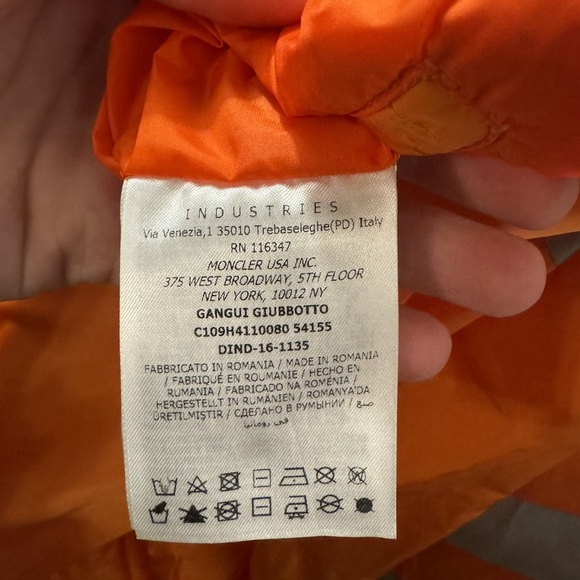 INDUSTRIES
Via Venezia,1 35010 Trebaseleghe(PD) Italy
RN 116347
MONCLER USA INC.
375 WEST BROADWAY, 5TH FLOOR
NEW YORK, 10012 NY
GANGUI GIUBBOTTO
C109H4110080 54155
DIND-16-1135
FABBRICATO IN ROMANIA / MADE IN ROMANIA
/ FABRIQUÉ EN ROUMANIE / HECHO EN
RUMANIA / FABRICADO NA ROMÉNIA /
HERGESTELLT IN RUMÄNIEN / ROMANYA'DA
ÜRETILMIŞTIR / СДЕЛАНО В РУМЫНИИ / صنع
في رومانيا